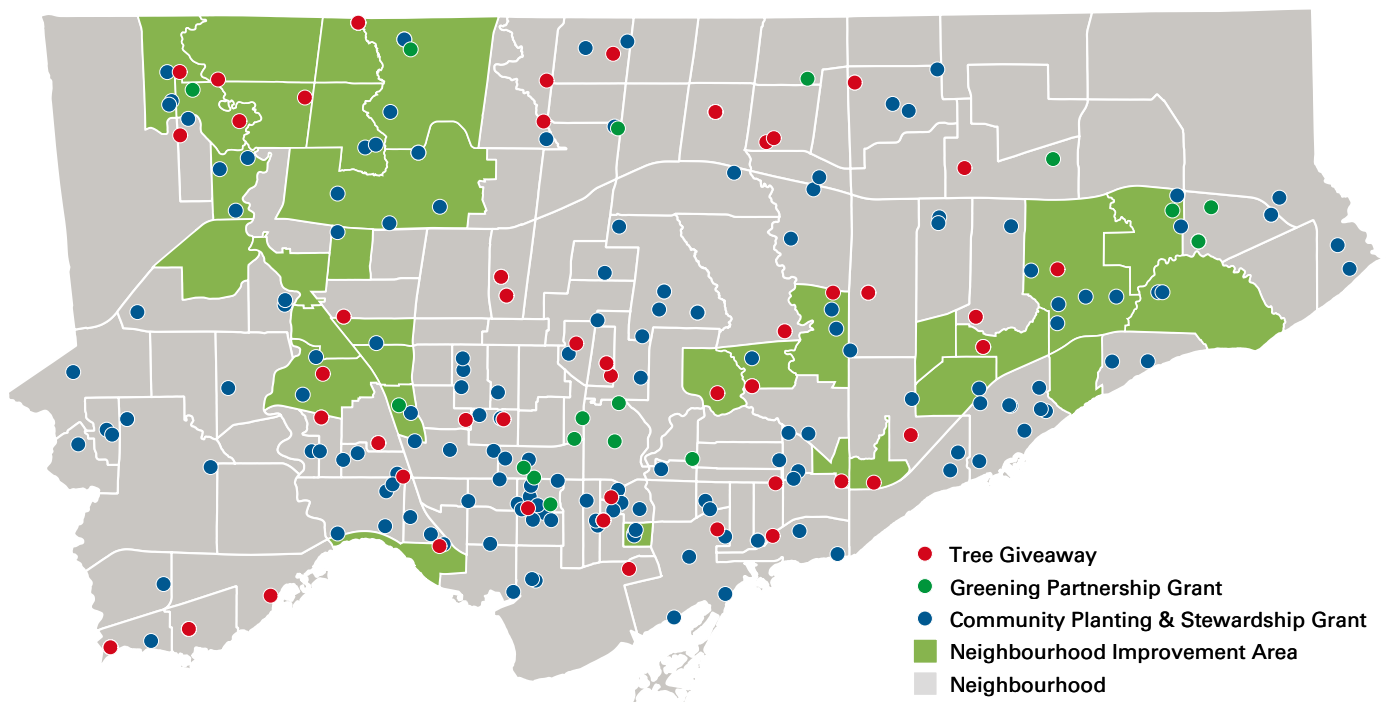 Tree Giveaway
Greening Partnership Grant
Community Planting & Stewardship Grant
Neighbourhood Improvement Area
Neighbourhood